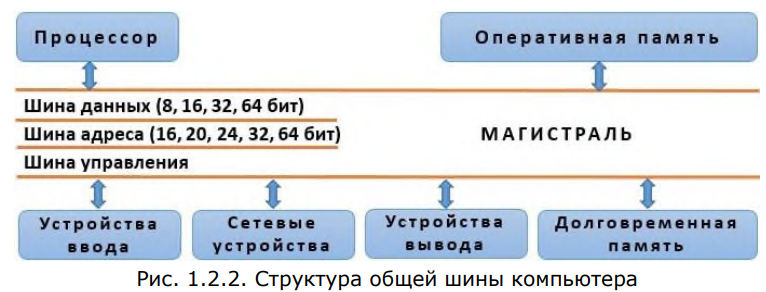 Процессор
Оперативная память
Шина данных (8, 16, 32, 64 бит)
Шина адреса (16, 20, 24, 32, 64 бит)
МАГИСТРАЛЬ
Шина управления
Устройства
ввода
Сетевые
устройства
Устройства
вывода
Долговременная
память
Рис. 1.2.2. Структура общей шины компьютера